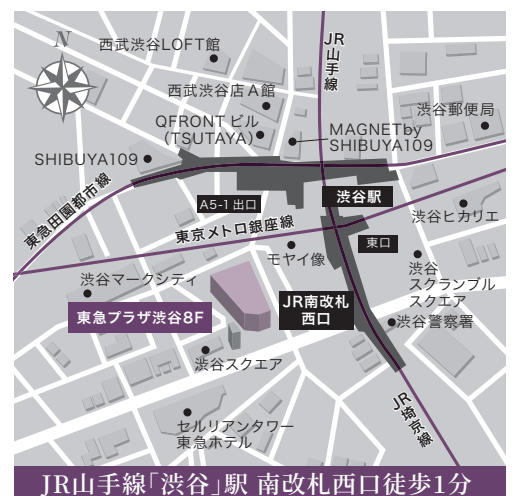 N
西武渋谷LOFT館
JR
山手線
西武渋谷店A館
渋谷郵便局
QFRONTビル
(TSUTAYA)
MAGNETby
SHIBUYA109
SHIBUYA109
東急田園都市線
A5-1 出口
渋谷駅
東京メトロ銀座線
渋谷ヒカリエ
東口
モヤイ像
渋谷
スクランブル
スクエア
渋谷マークシティ
東急プラザ渋谷8F
JR南改札
西口
渋谷警察署
渋谷スクエア
JR
埼京線
セルリアンタワー
東急ホテル
JR山手線「渋谷」駅 南改札西口徒歩1分